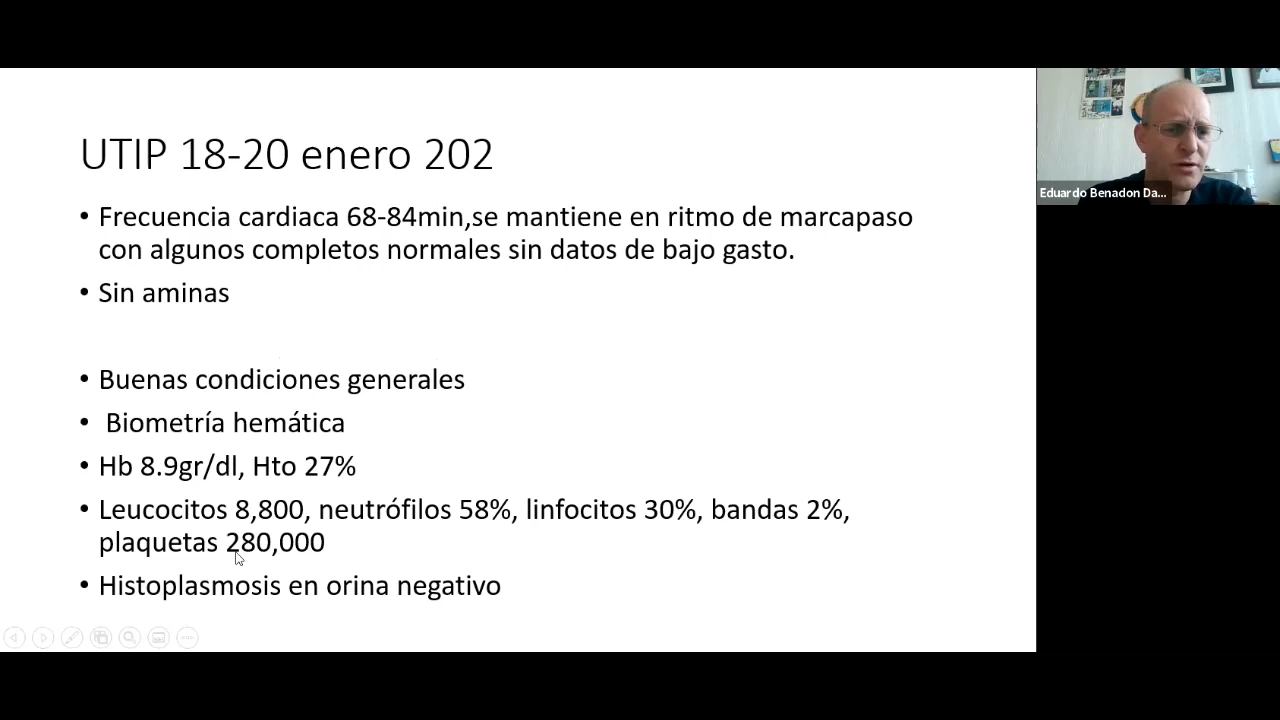 UTIP 18-20 enero 202
• Frecuencia cardiaca 68-84min,se mantiene en ritmo de marcapaso
con algunos completos normales sin datos de bajo gasto.
• Sin aminas
• Buenas condiciones generales
• Biometría hemática
• Hb 8.9gr/dl, Hto 27%
• Leucocitos 8,800, neutrófilos 58%, linfocitos 30%, bandas 2%,
plaquetas 280,000
• Histoplasmosis en orina negativo
Eduardo Benadon Da...